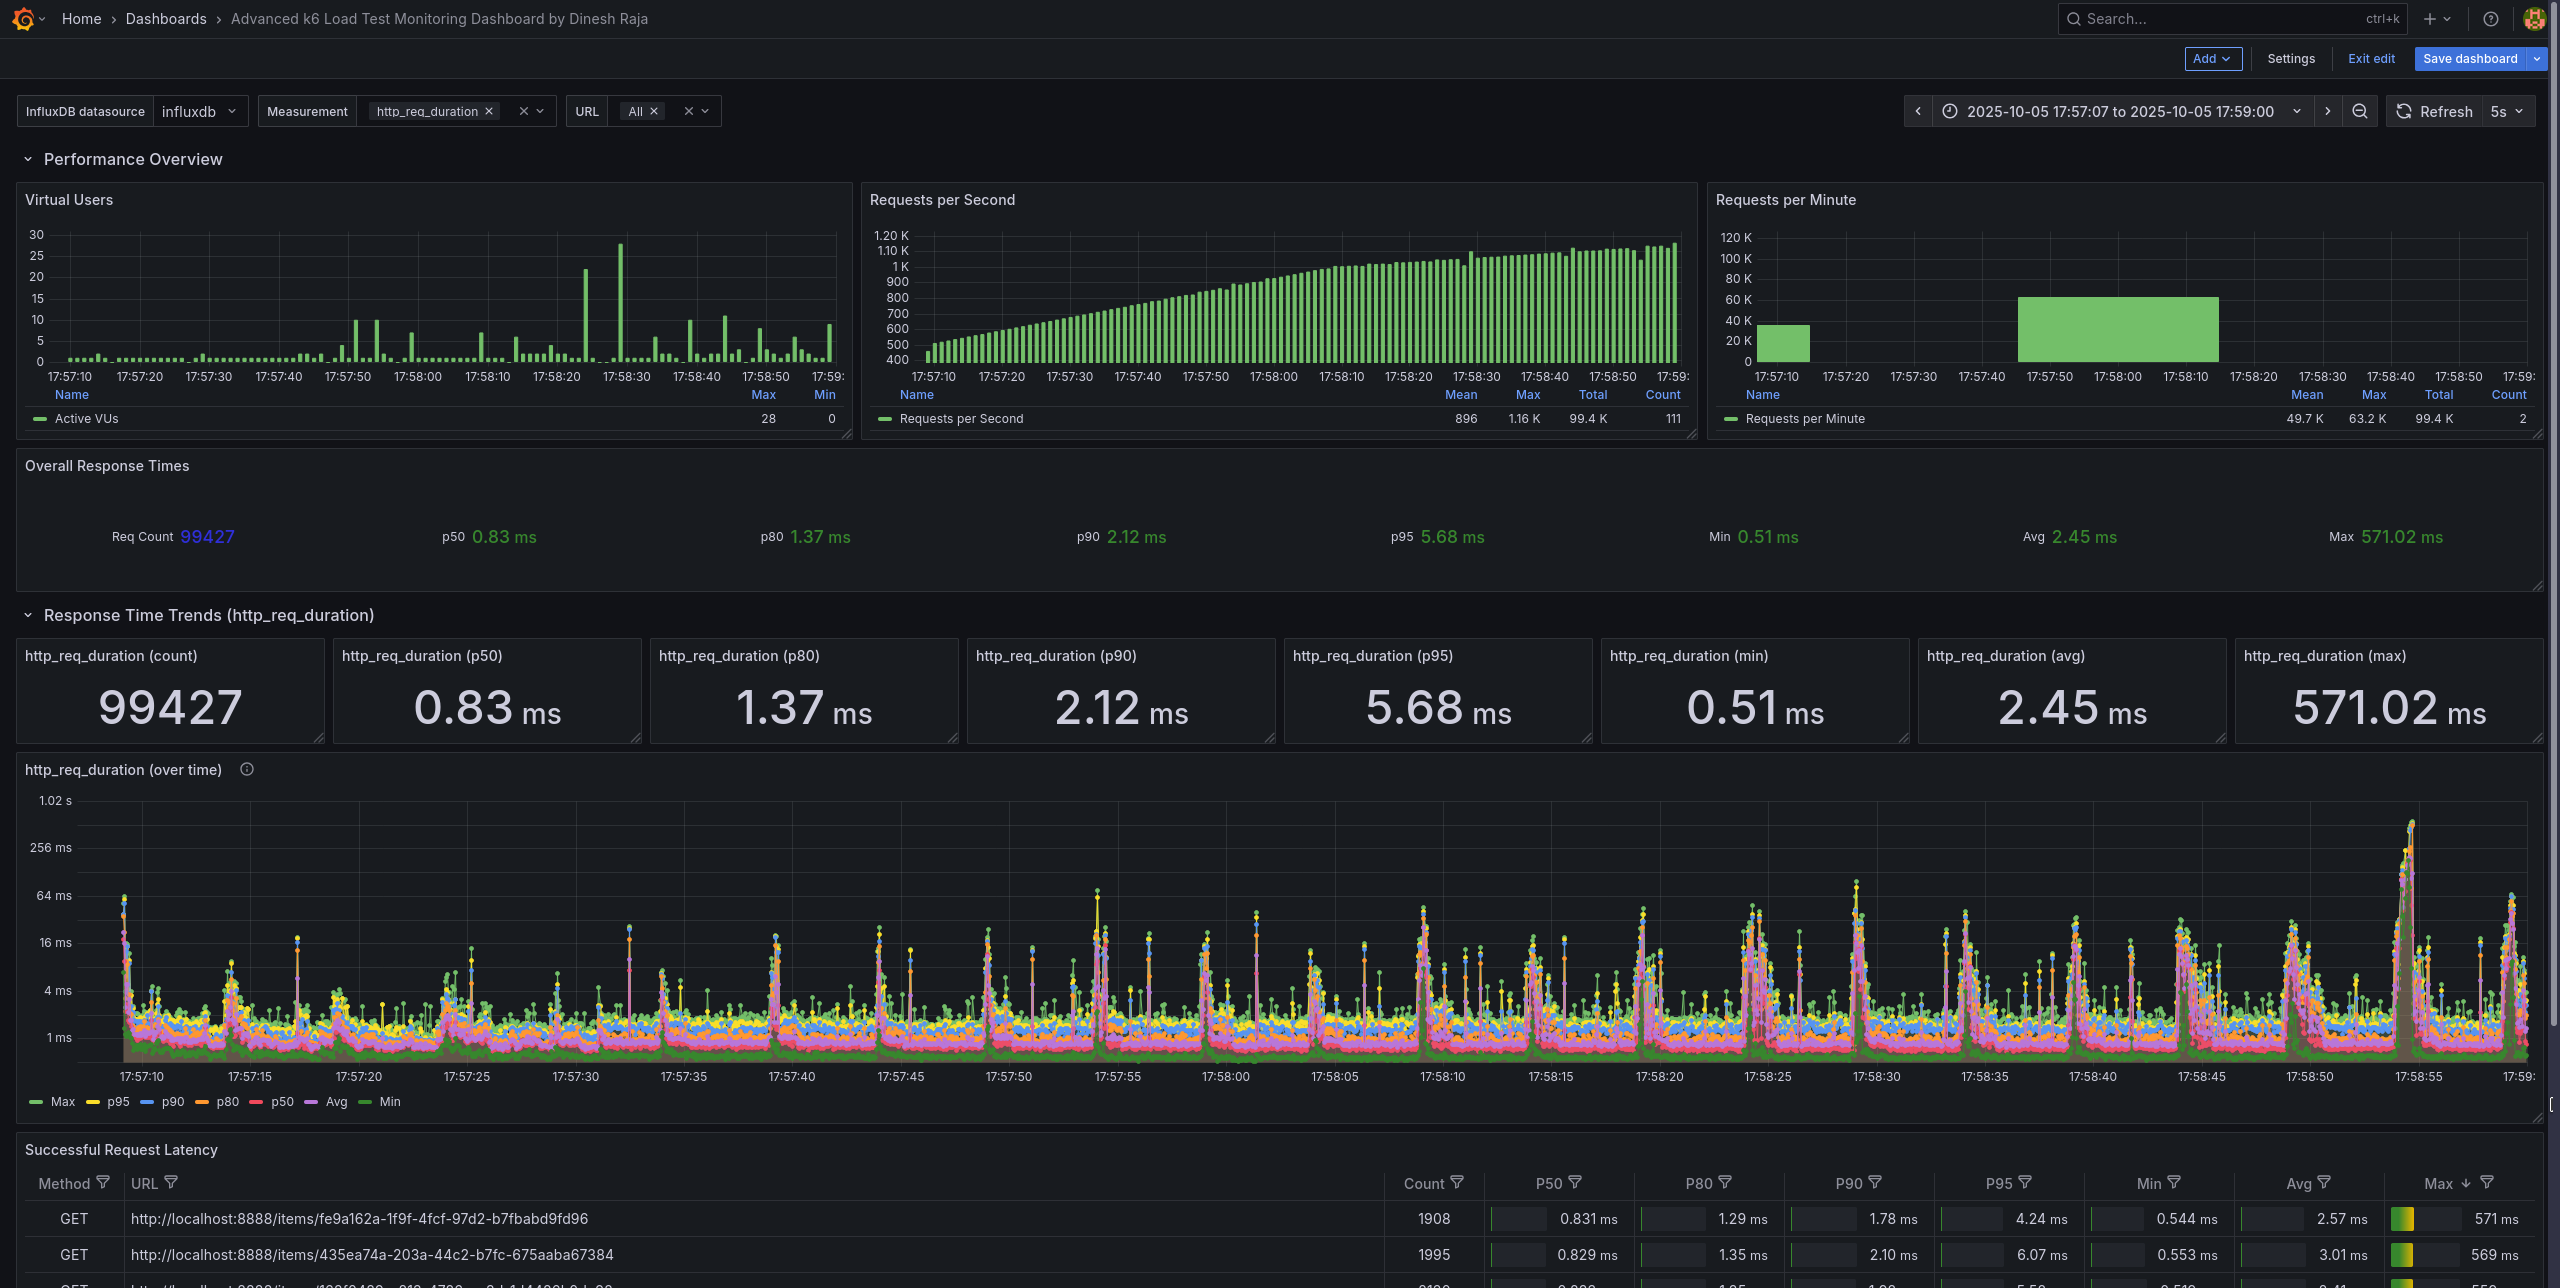 Home › Dashboards › Advanced k6 Load Test Monitoring Dashboard by Dinesh Raja Search... ctrl+k
Add Settings Exit edit Save dashboard
InfluxDB datasource influxdb Measurement http_req_duration URL All 2025-10-05 17:57:07 to 2025-10-05 17:59:00 Refresh 5s
Performance Overview
Virtual Users
30
25
20
15
10
5
0
17:57:10 17:57:20 17:57:30 17:57:40 17:57:50 17:58:00 17:58:10 17:58:20 17:58:30 17:58:40 17:58:50 17:59:
Name Max Min
Active VUs 28 0
Requests per Second
1.20 K
1.10 K
1 K
900
800
700
600
500
400
17:57:10 17:57:20 17:57:30 17:57:40 17:57:50 17:58:00 17:58:10 17:58:20 17:58:30 17:58:40 17:58:50 17:59:
Name Mean Max Total Count
Requests per Second 896 1.16 K 99.4 K 111
Requests per Minute
120 K
100 K
80 K
60 K
40 K
20 K
0
17:57:10 17:57:20 17:57:30 17:57:40 17:57:50 17:58:00 17:58:10 17:58:20 17:58:30 17:58:40 17:58:50 17:59:
Name Mean Max Total Count
Requests per Minute 49.7 K 63.2 K 99.4 K 2
Overall Response Times
Req Count 99427 p50 0.83 ms p80 1.37 ms p90 2.12 ms p95 5.68 ms Min 0.51 ms Avg 2.45 ms Max 571.02 ms
Response Time Trends (http_req_duration)
http_req_duration (count) http_req_duration (p50) http_req_duration (p80) http_req_duration (p90) http_req_duration (p95) http_req_duration (min) http_req_duration (avg) http_req_duration (max)
99427 0.83 ms 1.37 ms 2.12 ms 5.68 ms 0.51 ms 2.45 ms 571.02 ms
http_req_duration (over time)
1.02 s
256 ms
64 ms
16 ms
4 ms
1 ms
17:57:10 17:57:15 17:57:20 17:57:25 17:57:30 17:57:35 17:57:40 17:57:45 17:57:50 17:57:55 17:58:00 17:58:05 17:58:10 17:58:15 17:58:20 17:58:25 17:58:30 17:58:35 17:58:40 17:58:45 17:58:50 17:58:55 17:59:
Max p95 p90 p80 p50 Avg Min
Successful Request Latency
Method URL Count P50 P80 P90 P95 Min Avg Max
GET http://localhost:8888/items/fe9a162a-1f9f-4fcf-97d2-b7fbabd9fd96 1908 0.831 ms 1.29 ms 1.78 ms 4.24 ms 0.544 ms 2.57 ms 571 ms
GET http://localhost:8888/items/435ea74a-203a-44c2-b7fc-675aaba67384 1995 0.829 ms 1.35 ms 2.10 ms 6.07 ms 0.553 ms 3.01 ms 569 ms